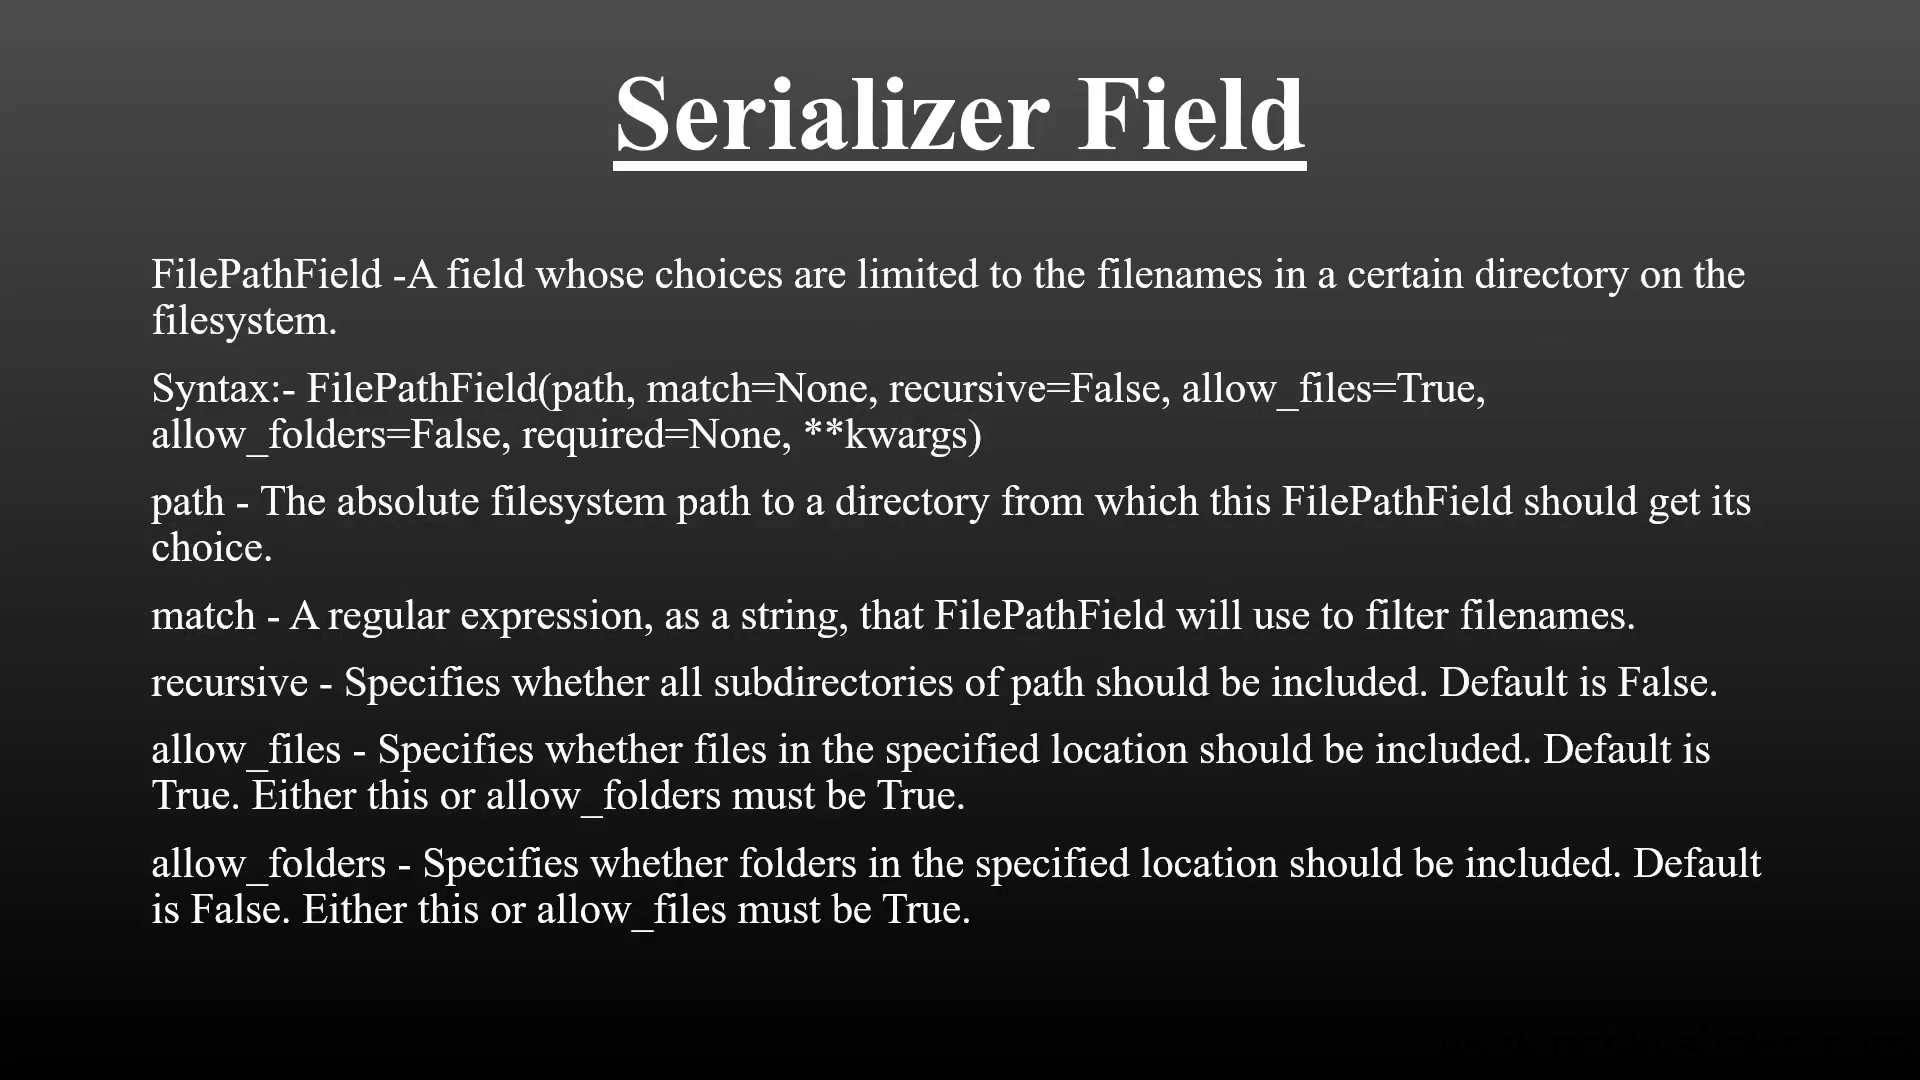 Serializer Field
FilePathField -A field whose choices are limited to the filenames in a certain directory on the
filesystem.
Syntax:- FilePathField(path, match=None, recursive=False, allow_files=True,
allow_folders=False, required=None, **kwargs)
path - The absolute filesystem path to a directory from which this FilePathField should get its
choice.
match - A regular expression, as a string, that FilePathField will use to filter filenames.
recursive - Specifies whether all subdirectories of path should be included. Default is False.
allow_files - Specifies whether files in the specified location should be included. Default is
True. Either this or allow_folders must be True.
allow_folders - Specifies whether folders in the specified location should be included. Default
is False. Either this or allow_files must be True.